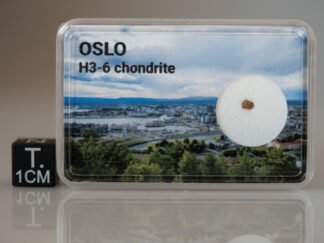 OSLO
H3-6 chondrite
T.
1CM